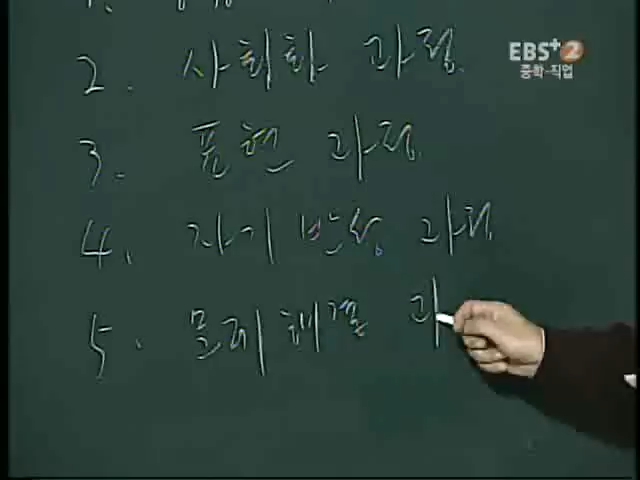 EBS+2
중학·직업
1.
2. 사회화 과정
3. 표현 과정
4. 자기 반성 과정
5. 문제해결 과